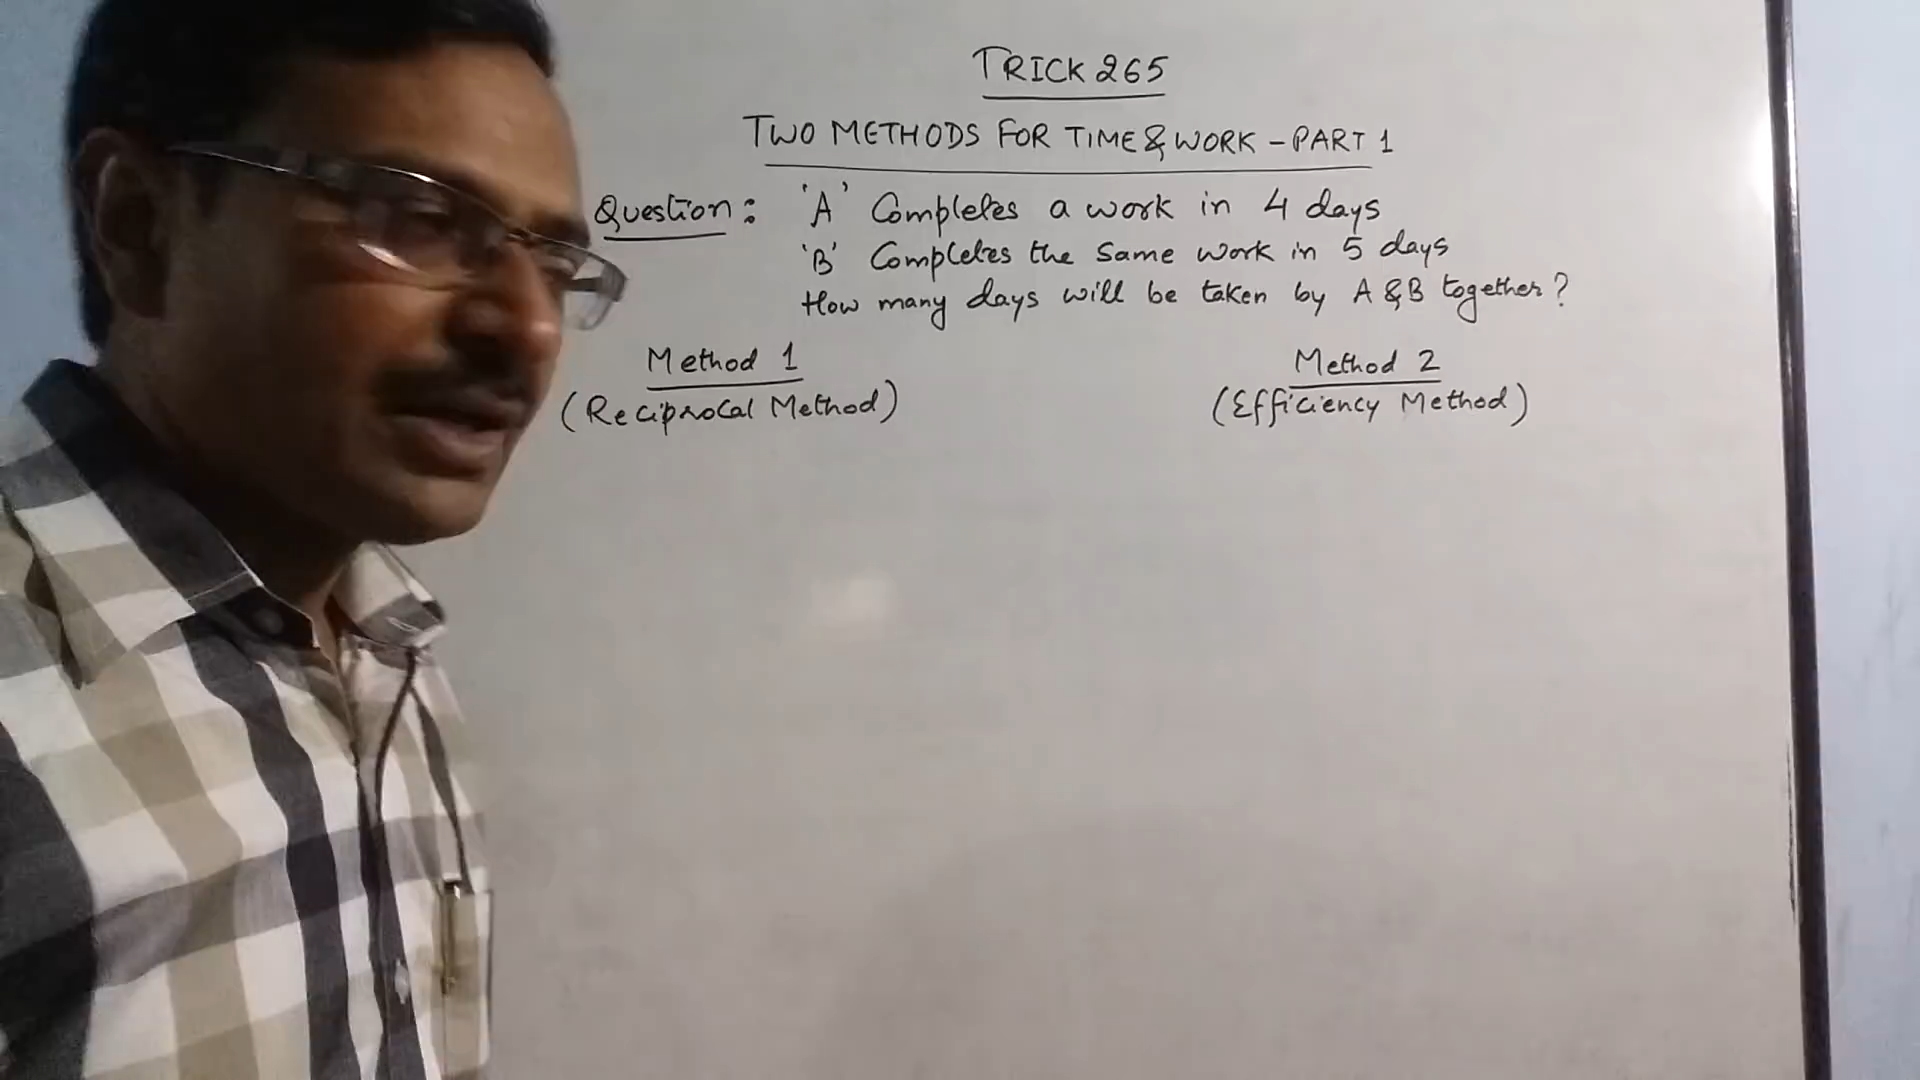 TRICK 265
TWO METHODS FOR TIME & WORK - PART 1
Question: 'A' Completes a work in 4 days
'B' Completes the Same work in 5 days
How many days will be taken by A & B together?
Method 1
(Reciprocal Method)
Method 2
(Efficiency Method)